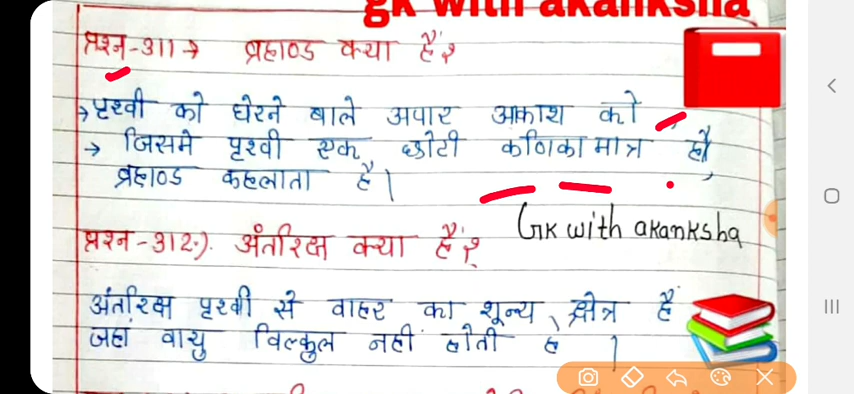 gk with akanksha
प्रश्न-311→ ब्रहाण्ड क्या हैं?
→पृथ्वी को घेरने बाले अपार अकाश को,
→ जिसमे पृथ्वी एक छोटी कणिका मात्र हो,
ब्रहाण्ड कहलाता है।
GK with akanksha
प्रश्न-312). अंतरिक्ष क्या हैं?
अंतरिक्ष पृथ्वी से वाहर का शून्य क्षेत्र हैं
जहां वायु विल्कुल नहीं होती है।